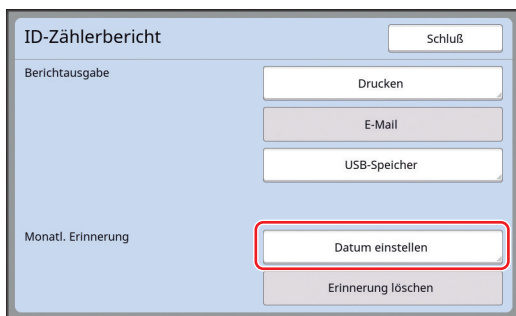 ID-Zählerbericht
Schluß
Berichtausgabe
Drucken
E-Mail
USB-Speicher
Monatl. Erinnerung
Datum einstellen
Erinnerung löschen